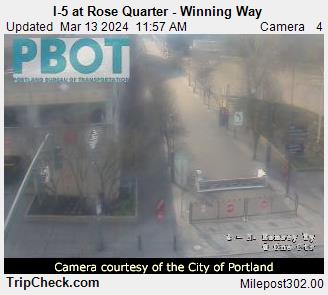 I-5 at Rose Quarter - Winning Way
Updated Mar 13 2024 11:57 AM Camera 4
PBOT
PORTLAND BUREAU OF TRANSPORTATION
Camera courtesy of the City of Portland
TripCheck.com Milepost302.00